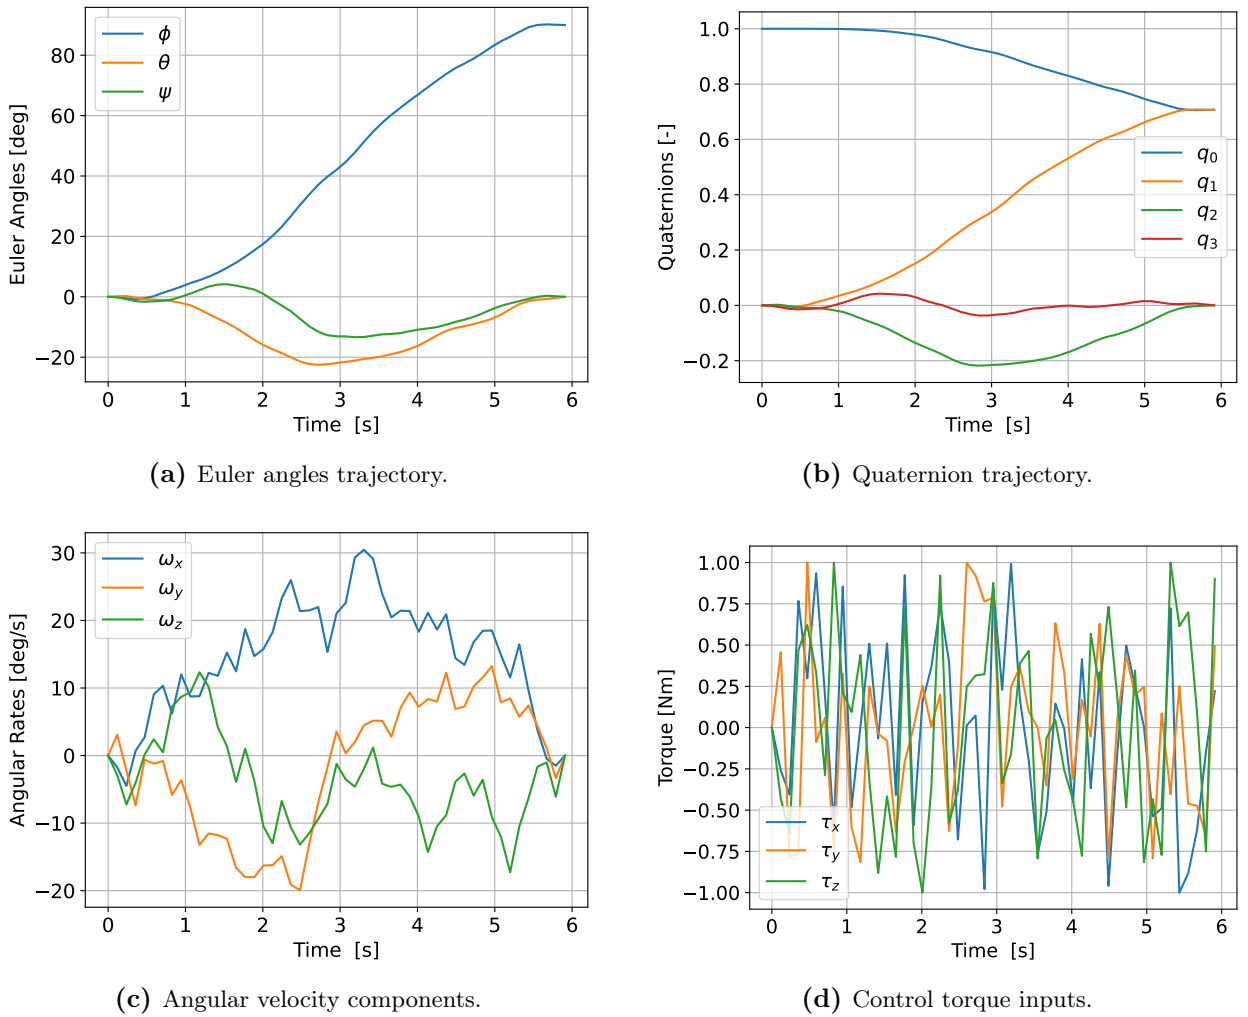 Euler Angles [deg]
80
60
40
20
0
−20
ϕ
θ
ψ
0 1 2 3 4 5 6
Time [s]
(a) Euler angles trajectory.
Quaternions [-]
1.0
0.8
0.6
0.4
0.2
0.0
−0.2
q0
q1
q2
q3
0 1 2 3 4 5 6
Time [s]
(b) Quaternion trajectory.
Angular Rates [deg/s]
30
20
10
0
−10
−20
ωx
ωy
ωz
0 1 2 3 4 5 6
Time [s]
(c) Angular velocity components.
Torque [Nm]
1.00
0.75
0.50
0.25
0.00
−0.25
−0.50
−0.75
−1.00
τx
τy
τz
0 1 2 3 4 5 6
Time [s]
(d) Control torque inputs.